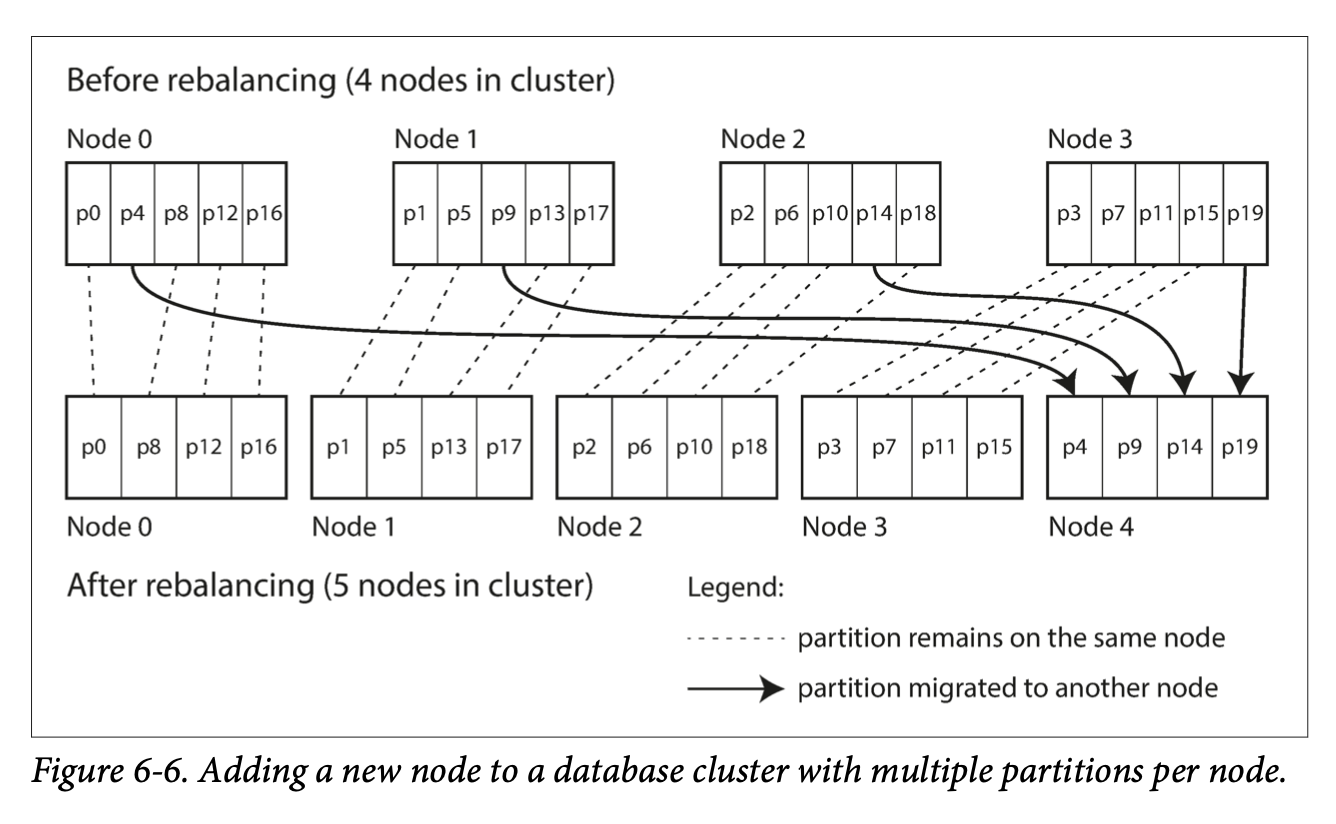 Before rebalancing (4 nodes in cluster)
Node 0 Node 1 Node 2 Node 3
p0 p4 p8 p12 p16 p1 p5 p9 p13 p17 p2 p6 p10 p14 p18 p3 p7 p11 p15 p19
p0 p8 p12 p16 p1 p5 p13 p17 p2 p6 p10 p18 p3 p7 p11 p15 p4 p9 p14 p19
Node 0 Node 1 Node 2 Node 3 Node 4
After rebalancing (5 nodes in cluster)
Legend:
partition remains on the same node
partition migrated to another node
Figure 6-6. Adding a new node to a database cluster with multiple partitions per node.